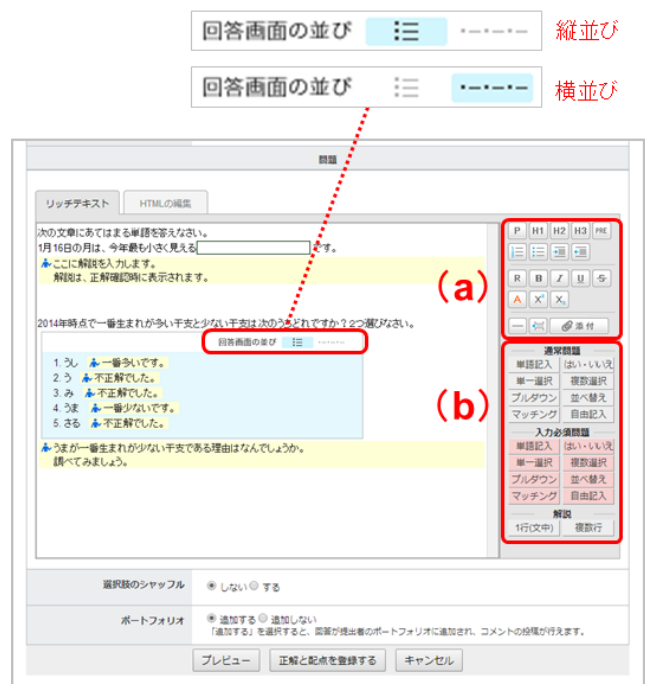 回答画面の並び
縦並び
回答画面の並び
横並び
問題
リッチテキスト
HTMLの編集
次の文章にあてはまる単語を答えなさい。
1月16日の月は、今年最も小さく見える
です。
ここに解説を入力します。
解説は、正解確認時に表示されます。
2014年時点で一番生まれが多い干支と少ない干支は次のうちどれですか？2つ選びなさい。
回答画面の並び
1. うし 一番多いです。
2. う 不正解でした。
3. み 不正解でした。
4. うま 一番少ないです。
5. さる 不正解でした。
うまが一番生まれが少ない干支である理由はなんでしょうか。
調べてみましょう。
(a)
P H1 H2 H3 PRE
R B I U S
A X² X₂
添付
(b)
通常問題
単語記入 はい・いいえ
単一選択 複数選択
プルダウン 並べ替え
マッチング 自由記入
入力必須問題
単語記入 はい・いいえ
単一選択 複数選択
プルダウン 並べ替え
マッチング 自由記入
解説
1行(文中) 複数行
選択肢のシャッフル
しない する
ポートフォリオ
追加する 追加しない
「追加する」を選択すると、回答が提出者のポートフォリオに追加され、コメントの投稿が行えます。
プレビュー 正解と配点を登録する キャンセル